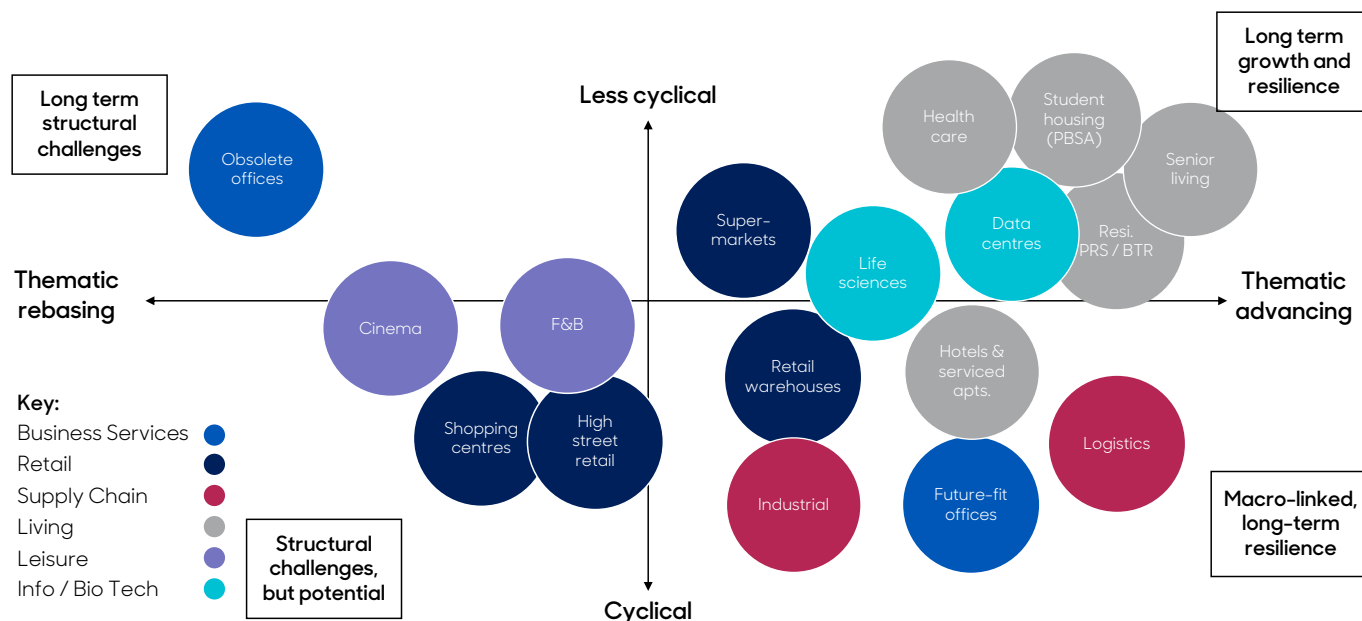 Long term
structural
challenges
Less cyclical
Long term
growth and
resilience
Obsolete
offices
Health
care
Student
housing
(PBSA)
Senior
living
Super-
markets
Life
sciences
Data
centres
Resi.
PRS / BTR
Thematic
rebasing
Thematic
advancing
Cinema
F&B
Retail
warehouses
Hotels &
serviced
apts.
Shopping
centres
High
street
retail
Logistics
Industrial
Future-fit
offices
Key:
Business Services
Retail
Supply Chain
Living
Leisure
Info / Bio Tech
Structural
challenges,
but potential
Cyclical
Macro-linked,
long-term
resilience